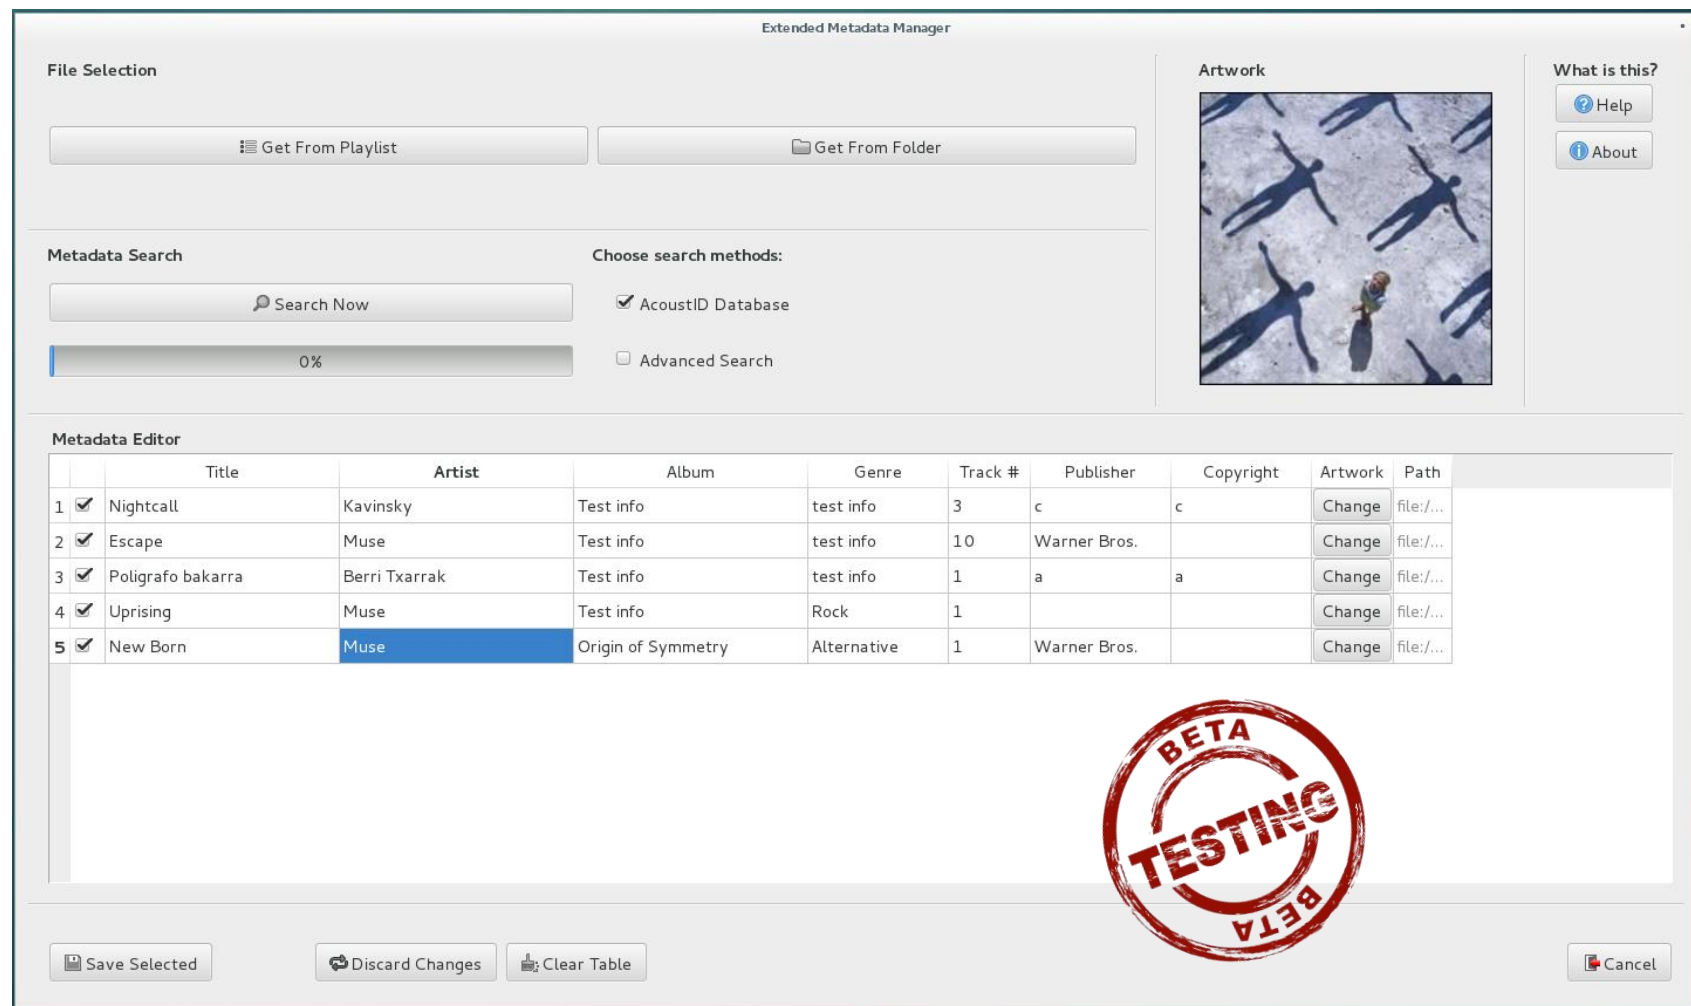 Extended Metadata Manager
File Selection
Artwork
What is this?
Get From Playlist
Get From Folder
Help
About
Metadada Search
Choose search methods:
Search Now
AcoustID Database
0%
Advanced Search
Metadata Editor
Title Artist Album Genre Track # Publisher Copyright Artwork Path
1 Nightcall Kavinsky Test info test info 3 c c Change file:/...
2 Escape Muse Test info test info 10 Warner Bros. Change file:/...
3 Poligrafo bakarra Berri Txarrak Test info test info 1 a a Change file:/...
4 Uprising Muse Test info Rock 1 Change file:/...
5 New Born Muse Origin of Symmetry Alternative 1 Warner Bros. Change file:/...
BETA
TESTING
BETA
Save Selected
Discard Changes
Clear Table
Cancel